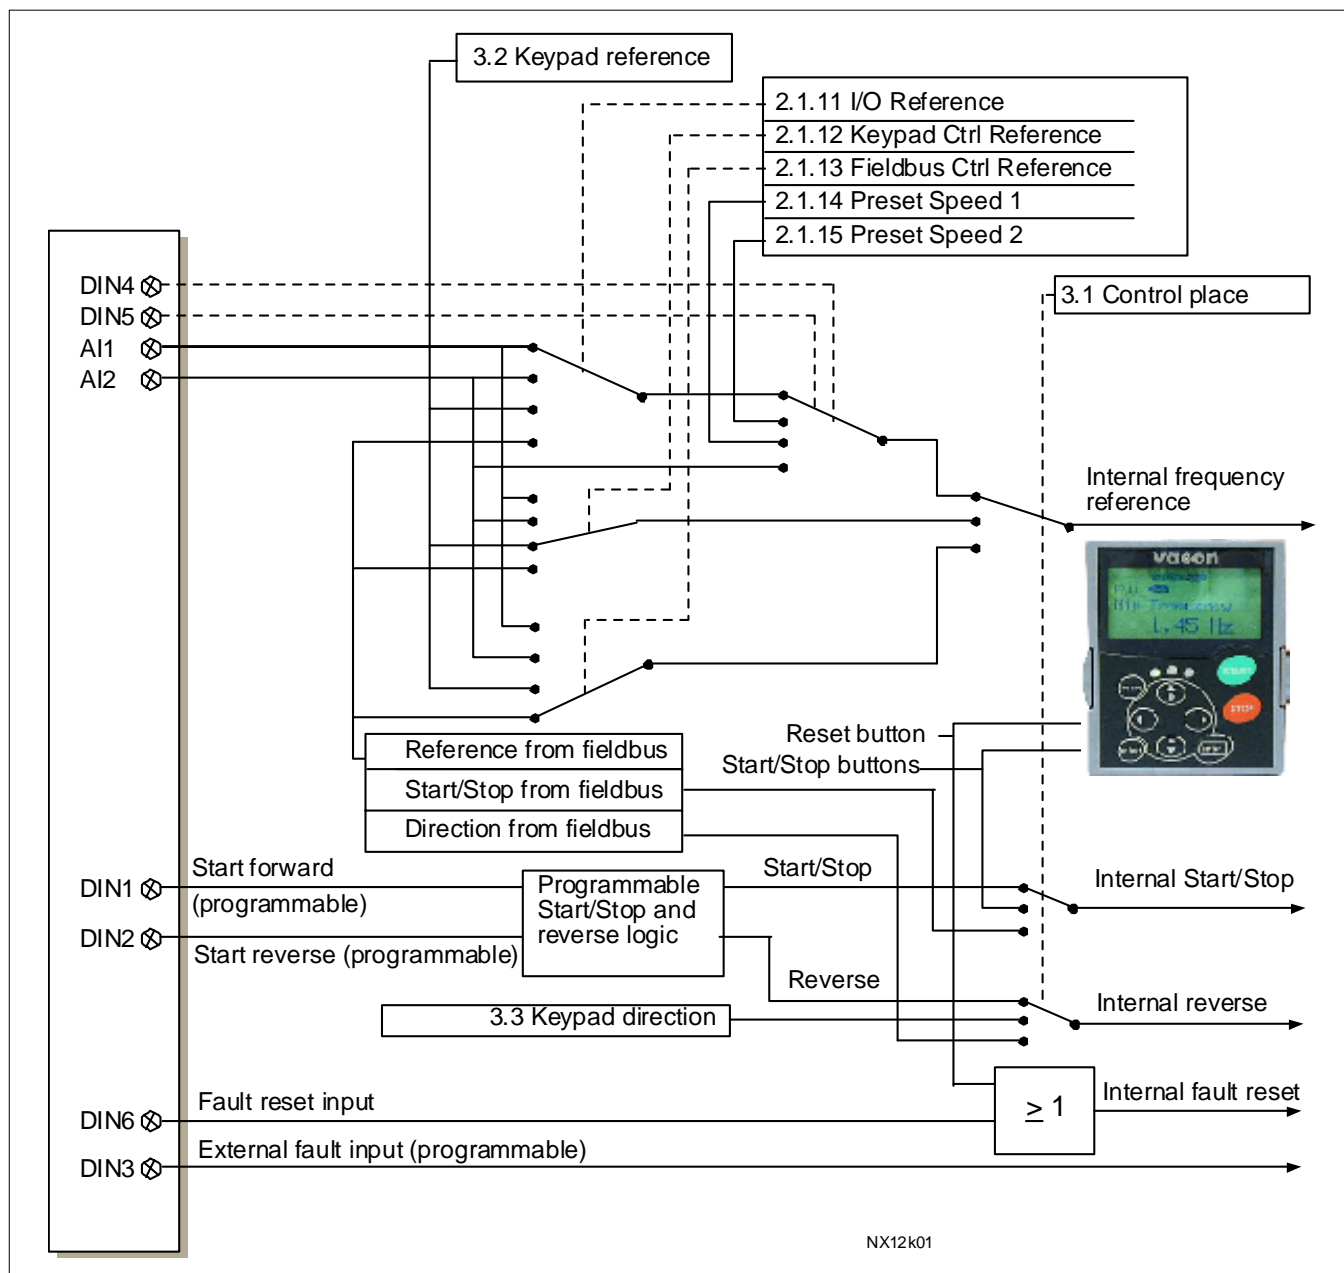 3.2 Keypad reference
2.1.11 I/O Reference
2.1.12 Keypad Ctrl Reference
2.1.13 Fieldbus Ctrl Reference
2.1.14 Preset Speed 1
2.1.15 Preset Speed 2
3.1 Control place
DIN4
DIN5
AI1
AI2
Internal frequency
reference
vacon
1.45 Hz
START
STOP
Reset button
Start/Stop buttons
Reference from fieldbus
Start/Stop from fieldbus
Direction from fieldbus
DIN1
Start forward
(programmable)
DIN2
Start reverse (programmable)
Programmable
Start/Stop and
reverse logic
Start/Stop
Reverse
3.3 Keypad direction
Internal Start/Stop
Internal reverse
DIN6
Fault reset input
≥ 1
Internal fault reset
DIN3
External fault input (programmable)
NX12k01